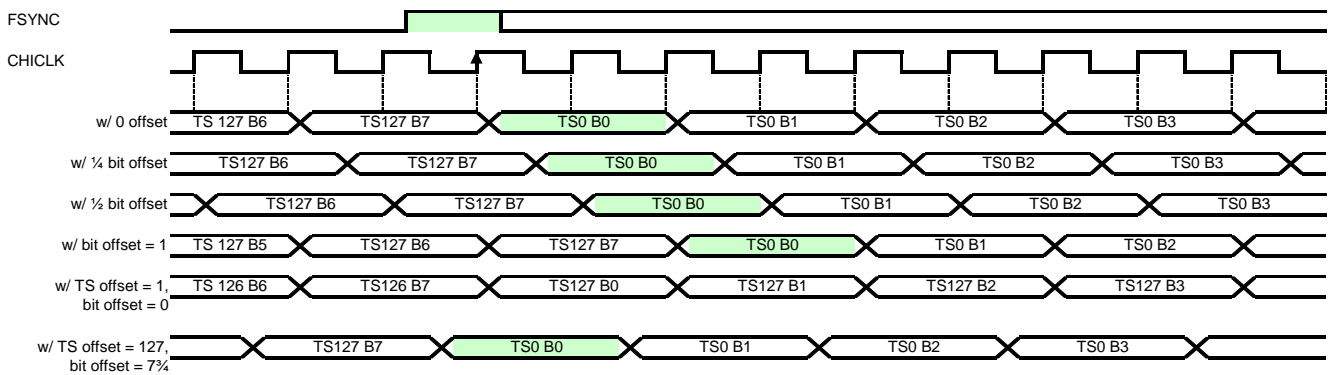 FSYNC
CHICLK
w/ 0 offset TS 127 B6 TS127 B7 TS0 B0 TS0 B1 TS0 B2 TS0 B3
w/ ¼ bit offset TS127 B6 TS127 B7 TS0 B0 TS0 B1 TS0 B2 TS0 B3
w/ ½ bit offset TS127 B6 TS127 B7 TS0 B0 TS0 B1 TS0 B2 TS0 B3
w/ bit offset = 1 TS 127 B5 TS127 B6 TS127 B7 TS0 B0 TS0 B1 TS0 B2
w/ TS offset = 1, TS 126 B6 TS126 B7 TS127 B0 TS127 B1 TS127 B2 TS127 B3
bit offset = 0
w/ TS offset = 127, TS127 B7 TS0 B0 TS0 B1 TS0 B2 TS0 B3
bit offset = 7¾